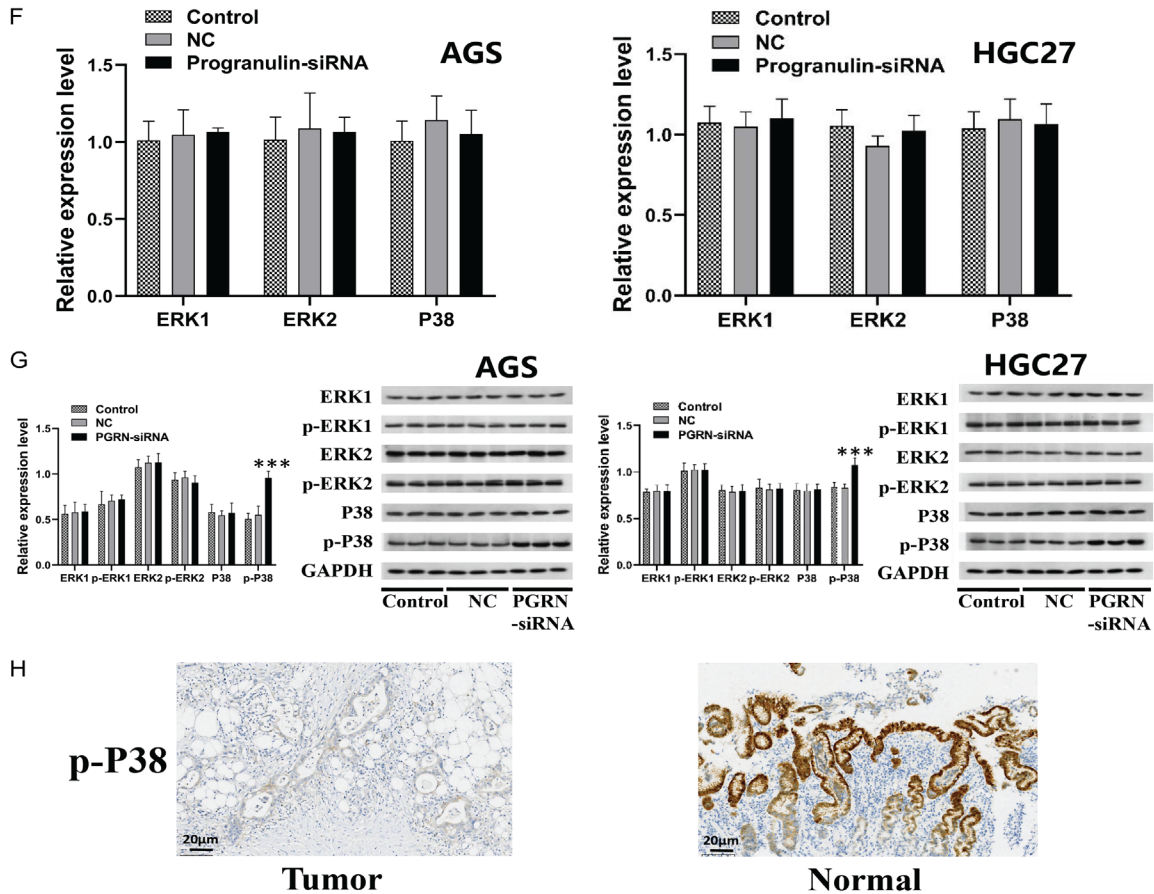 F
Control
NC
Progranulin-siRNA
AGS
Relative expression level
1.5
1.0
0.5
0.0
ERK1 ERK2 P38
Control
NC
Progranulin-siRNA
HGC27
Relative expression level
1.5
1.0
0.5
0.0
ERK1 ERK2 P38
G
Control
NC
PGRN-siRNA
Relative expression level
1.5
1.0
0.5
0.0
***
ERK1 p-ERK1 ERK2 p-ERK2 P38 p-P38
AGS
ERK1
p-ERK1
ERK2
p-ERK2
P38
p-P38
GAPDH
Control NC PGRN
-siRNA
Control
NC
PGRN-siRNA
Relative expression level
1.5
1.0
0.5
0.0
***
ERK1 p-ERK1 ERK2 p-ERK2 P38 p-P38
HGC27
ERK1
p-ERK1
ERK2
p-ERK2
P38
p-P38
GAPDH
Control NC PGRN
-siRNA
H
p-P38
20μm
Tumor
20μm
Normal